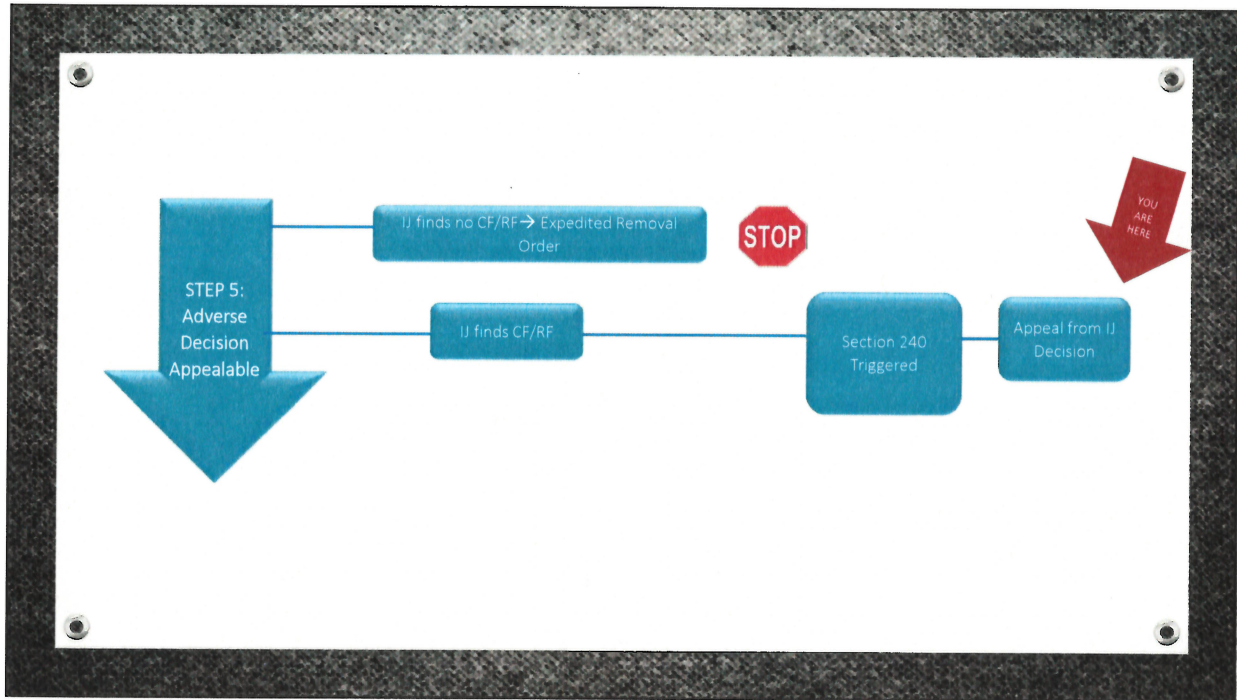 STEP 5:
Adverse
Decision
Appealable
IJ finds no CF/RF→ Expedited Removal
Order
STOP
IJ finds CF/RF
Section 240
Triggered
Appeal from IJ
Decision
YOU
ARE
HERE